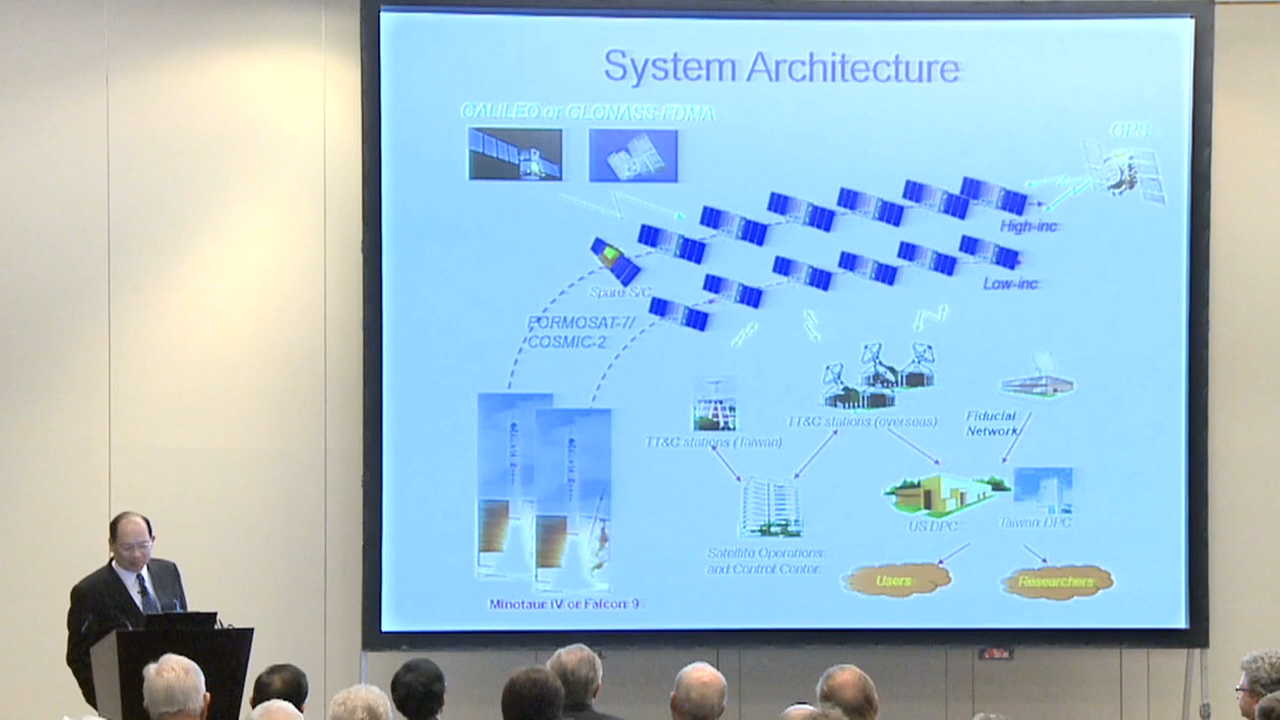 System Architecture
GALILEO or GLONASS-FDMA
GPS
High-inc
Low-inc
Spare S/C
FORMOSAT-7/
COSMIC-2
TT&C stations (Taiwan)
TT&C stations (overseas)
Fiducial
Network
US DPC
Taiwan DPC
Satellite Operations
and Control Center
Users
Researchers
Minotaur IV or Falcon 9